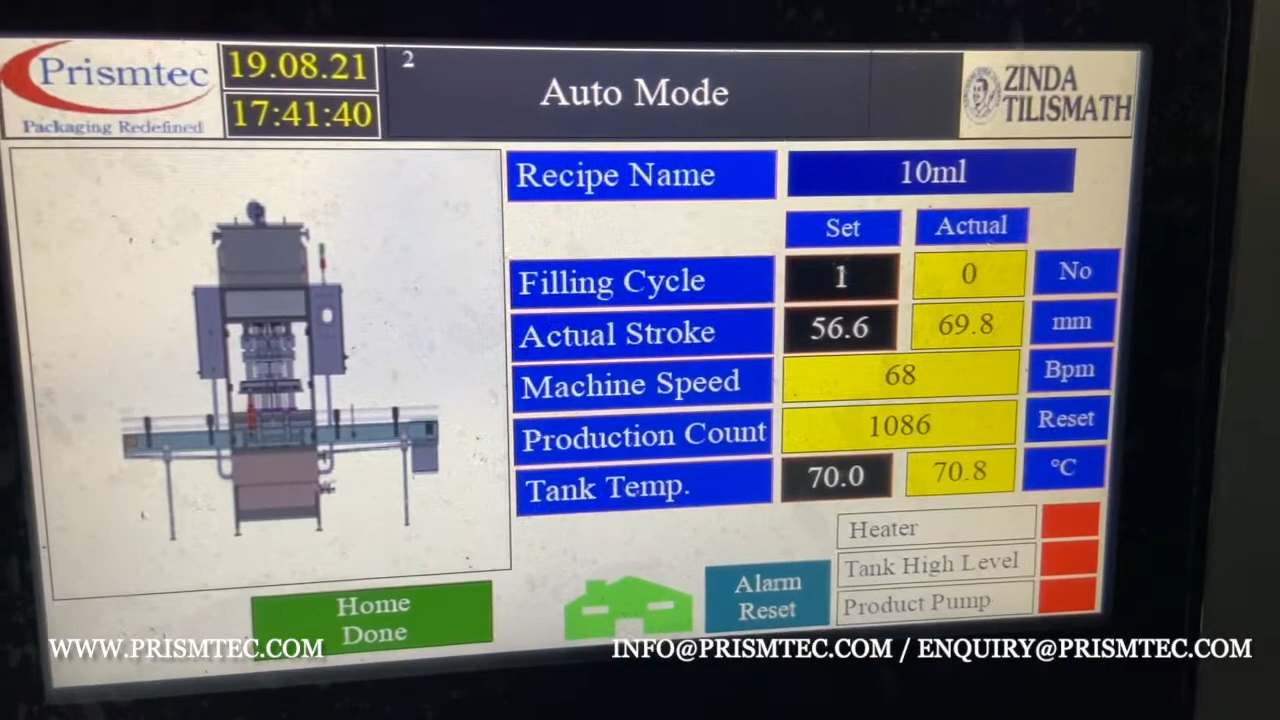 Prismtec
Packaging Redefined
19.08.21
17:41:40
2
Auto Mode
ZINDA
TILISMATH
Recipe Name 10ml
Set Actual
Filling Cycle 1 0 No
Actual Stroke 56.6 69.8 mm
Machine Speed 68 Bpm
Production Count 1086 Reset
Tank Temp. 70.0 70.8 °C
Heater
Tank High Level
Product Pump
Home
Done
Alarm
Reset
WWW.PRISMTEC.COM
INFO@PRISMTEC.COM / ENQUIRY@PRISMTEC.COM